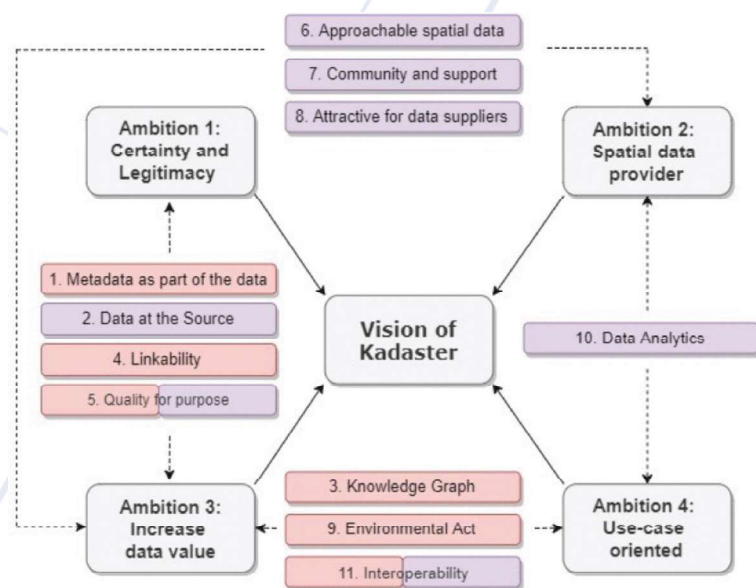 6. Approachable spatial data
7. Community and support
8. Attractive for data suppliers
Ambition 1:
Certainty and
Legitimacy
Ambition 2:
Spatial data
provider
1. Metadata as part of the data
2. Data at the Source
4. Linkability
5. Quality for purpose
Vision of
Kadaster
10. Data Analytics
Ambition 3:
Increase
data value
3. Knowledge Graph
9. Environmental Act
11. Interoperability
Ambition 4:
Use-case
oriented